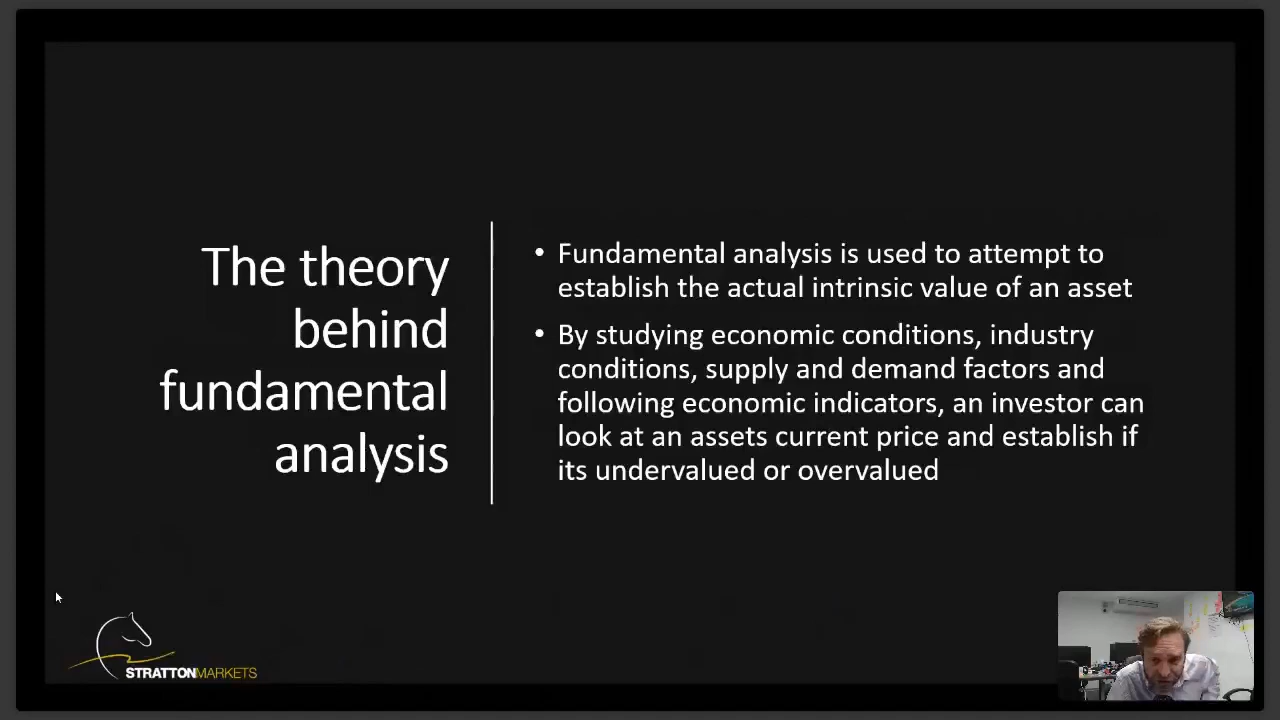 The theory
behind
fundamental
analysis
• Fundamental analysis is used to attempt to
establish the actual intrinsic value of an asset
• By studying economic conditions, industry
conditions, supply and demand factors and
following economic indicators, an investor can
look at an assets current price and establish if
its undervalued or overvalued
STRATTONMARKETS